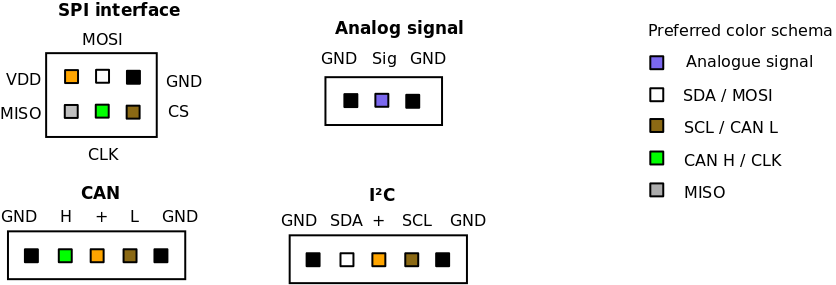 SPI interface
MOSI
VDD
GND
MISO
CS
CLK
Analog signal
GND Sig GND
CAN
GND H + L GND
I²C
GND SDA + SCL GND
Preferred color schema
Analogue signal
SDA / MOSI
SCL / CAN L
CAN H / CLK
MISO